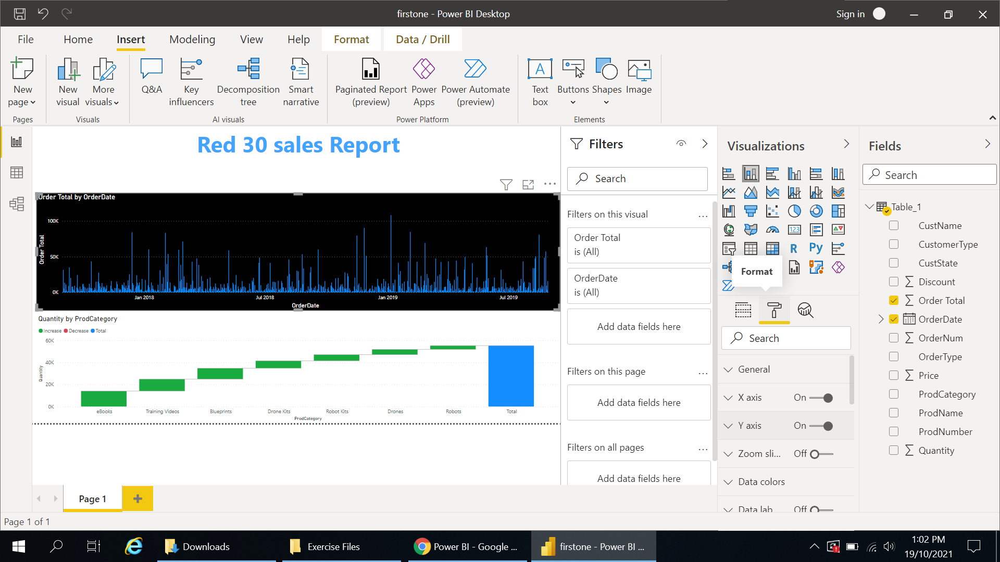 firstone - Power BI Desktop
Sign in
File
Home
Insert
Modeling
View
Help
Format
Data / Drill
New
page
New
visual
More
visuals
Q&A
Key
influencers
Decomposition
tree
Smart
narrative
Paginated Report
(preview)
Power
Apps
Power Automate
(preview)
A
Text
box
Buttons
Shapes
Image
Pages
Visuals
AI visuals
Power Platform
Elements
Red 30 sales Report
Order Total by OrderDate
Order Total
100K
50K
0K
Jan 2018
Jul 2018
Jan 2019
Jul 2019
OrderDate
Quantity by ProdCategory
Increase
Decrease
Total
Quantity
60K
40K
20K
0K
eBooks
Training Videos
Blueprints
Drone Kits
Robot Kits
Drones
Robots
Total
ProdCategory
Page 1
Page 1 of 1
Filters
Search
Filters on this visual
...
Order Total
is (All)
OrderDate
is (All)
Add data fields here
Filters on this page
...
Add data fields here
Filters on all pages
...
Add data fields here
Visualizations
123
R
Py
Format
Search
General
X axis
On
Y axis
On
Zoom sli...
Off
Data colors
Data lab
Off
Fields
Search
Table_1
CustName
CustomerType
CustState
Discount
Order Total
OrderDate
OrderNum
OrderType
Price
ProdCategory
ProdName
ProdNumber
Quantity
Downloads
Exercise Files
Power BI - Google ...
firstone - Power BI ...
1:02 PM
19/10/2021